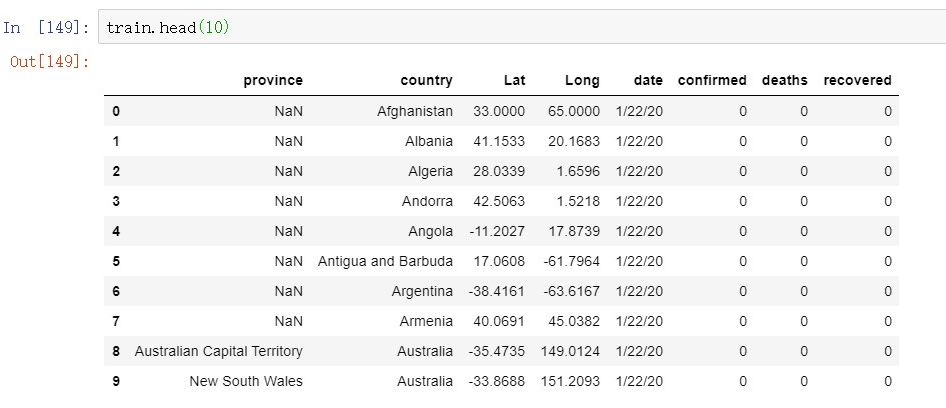 In [149]: train.head(10)
Out[149]:
province country Lat Long date confirmed deaths recovered
0 NaN Afghanistan 33.0000 65.0000 1/22/20 0 0 0
1 NaN Albania 41.1533 20.1683 1/22/20 0 0 0
2 NaN Algeria 28.0339 1.6596 1/22/20 0 0 0
3 NaN Andorra 42.5063 1.5218 1/22/20 0 0 0
4 NaN Angola -11.2027 17.8739 1/22/20 0 0 0
5 NaN Antigua and Barbuda 17.0608 -61.7964 1/22/20 0 0 0
6 NaN Argentina -38.4161 -63.6167 1/22/20 0 0 0
7 NaN Armenia 40.0691 45.0382 1/22/20 0 0 0
8 Australian Capital Territory Australia -35.4735 149.0124 1/22/20 0 0 0
9 New South Wales Australia -33.8688 151.2093 1/22/20 0 0 0